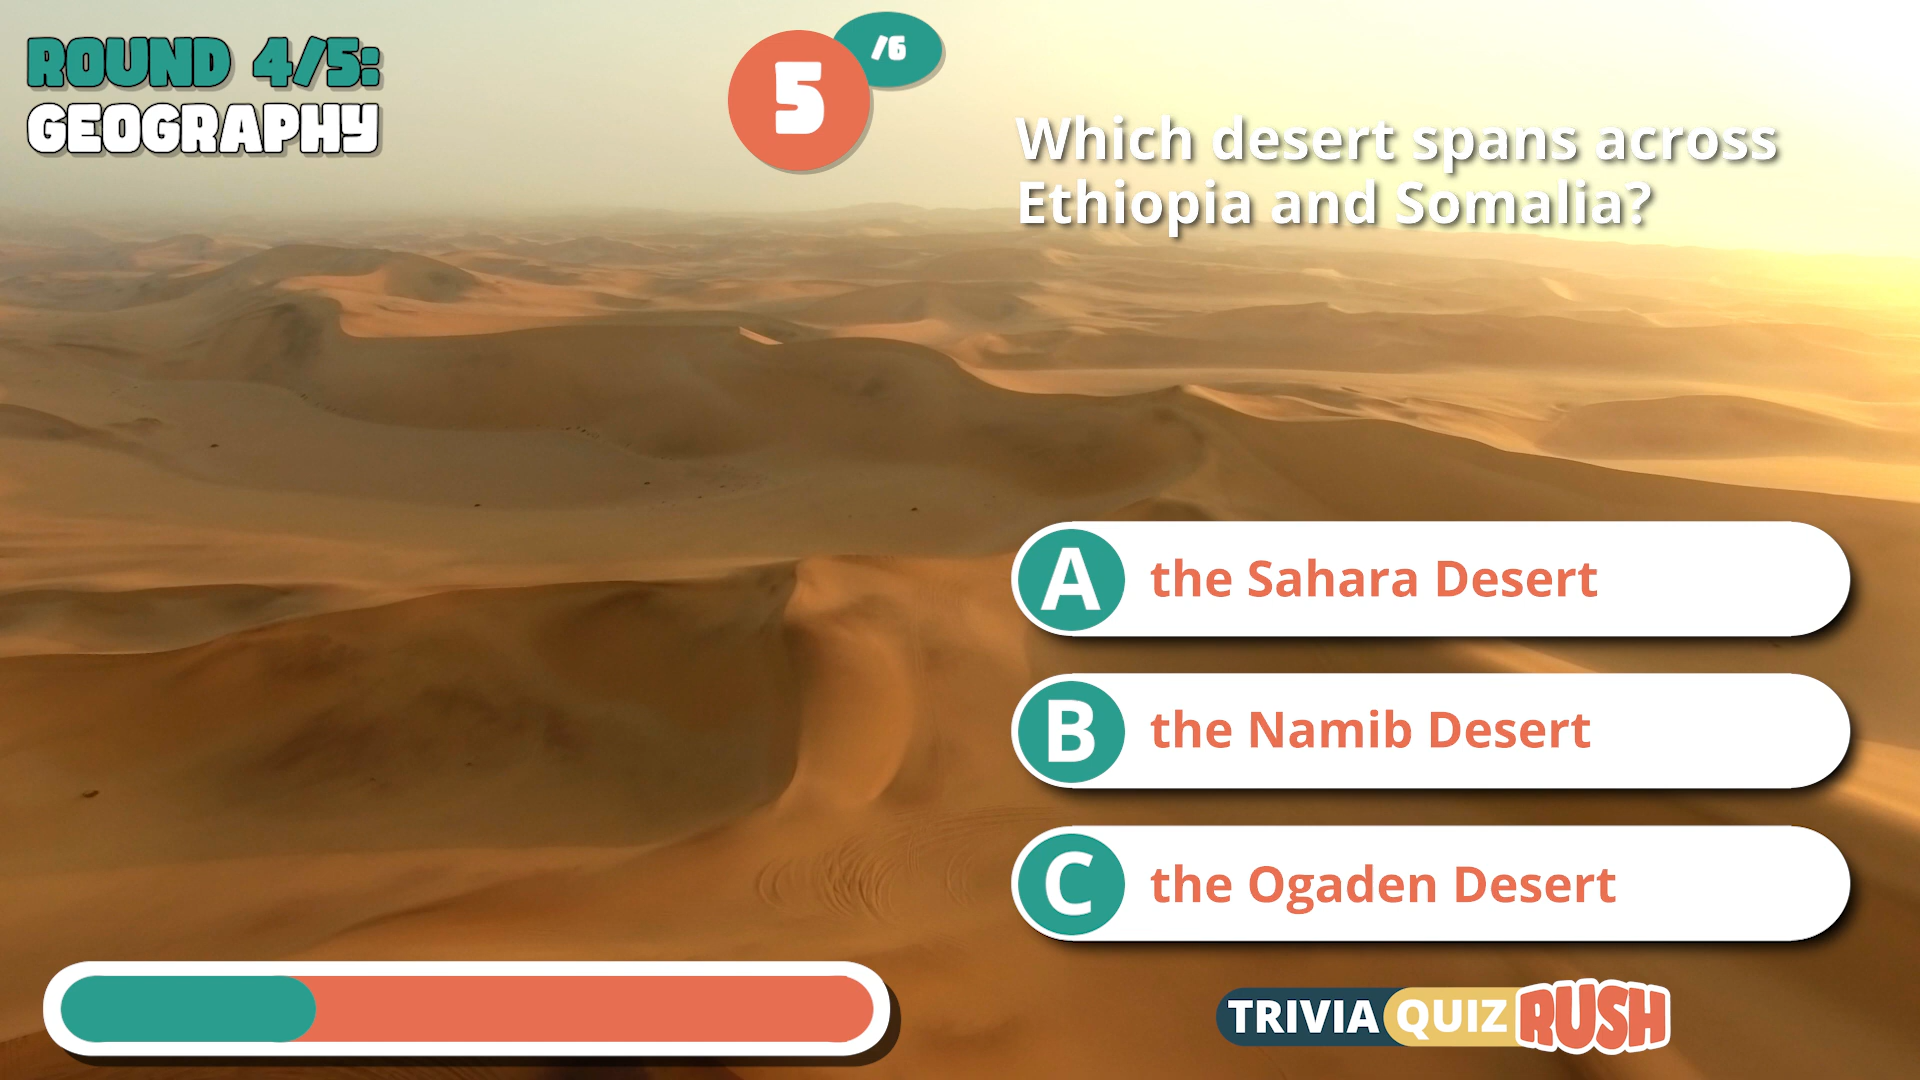 ROUND 4/5:
GEOGRAPHY
5
/6
Which desert spans across
Ethiopia and Somalia?
A the Sahara Desert
B the Namib Desert
C the Ogaden Desert
TRIVIA QUIZ RUSH